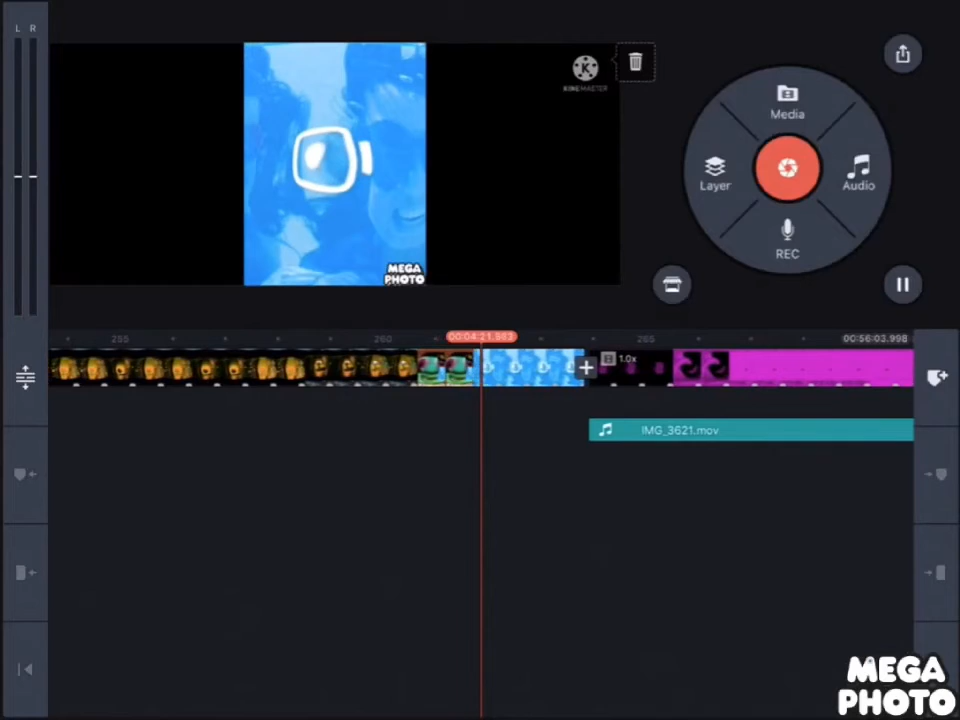 L R
KINEMASTER
MEGA
PHOTO
Media
Layer
Audio
REC
255
260
00:04:21.563
265
00:56:03.998
1.0x
IMG_3621.mov
MEGA
PHOTO